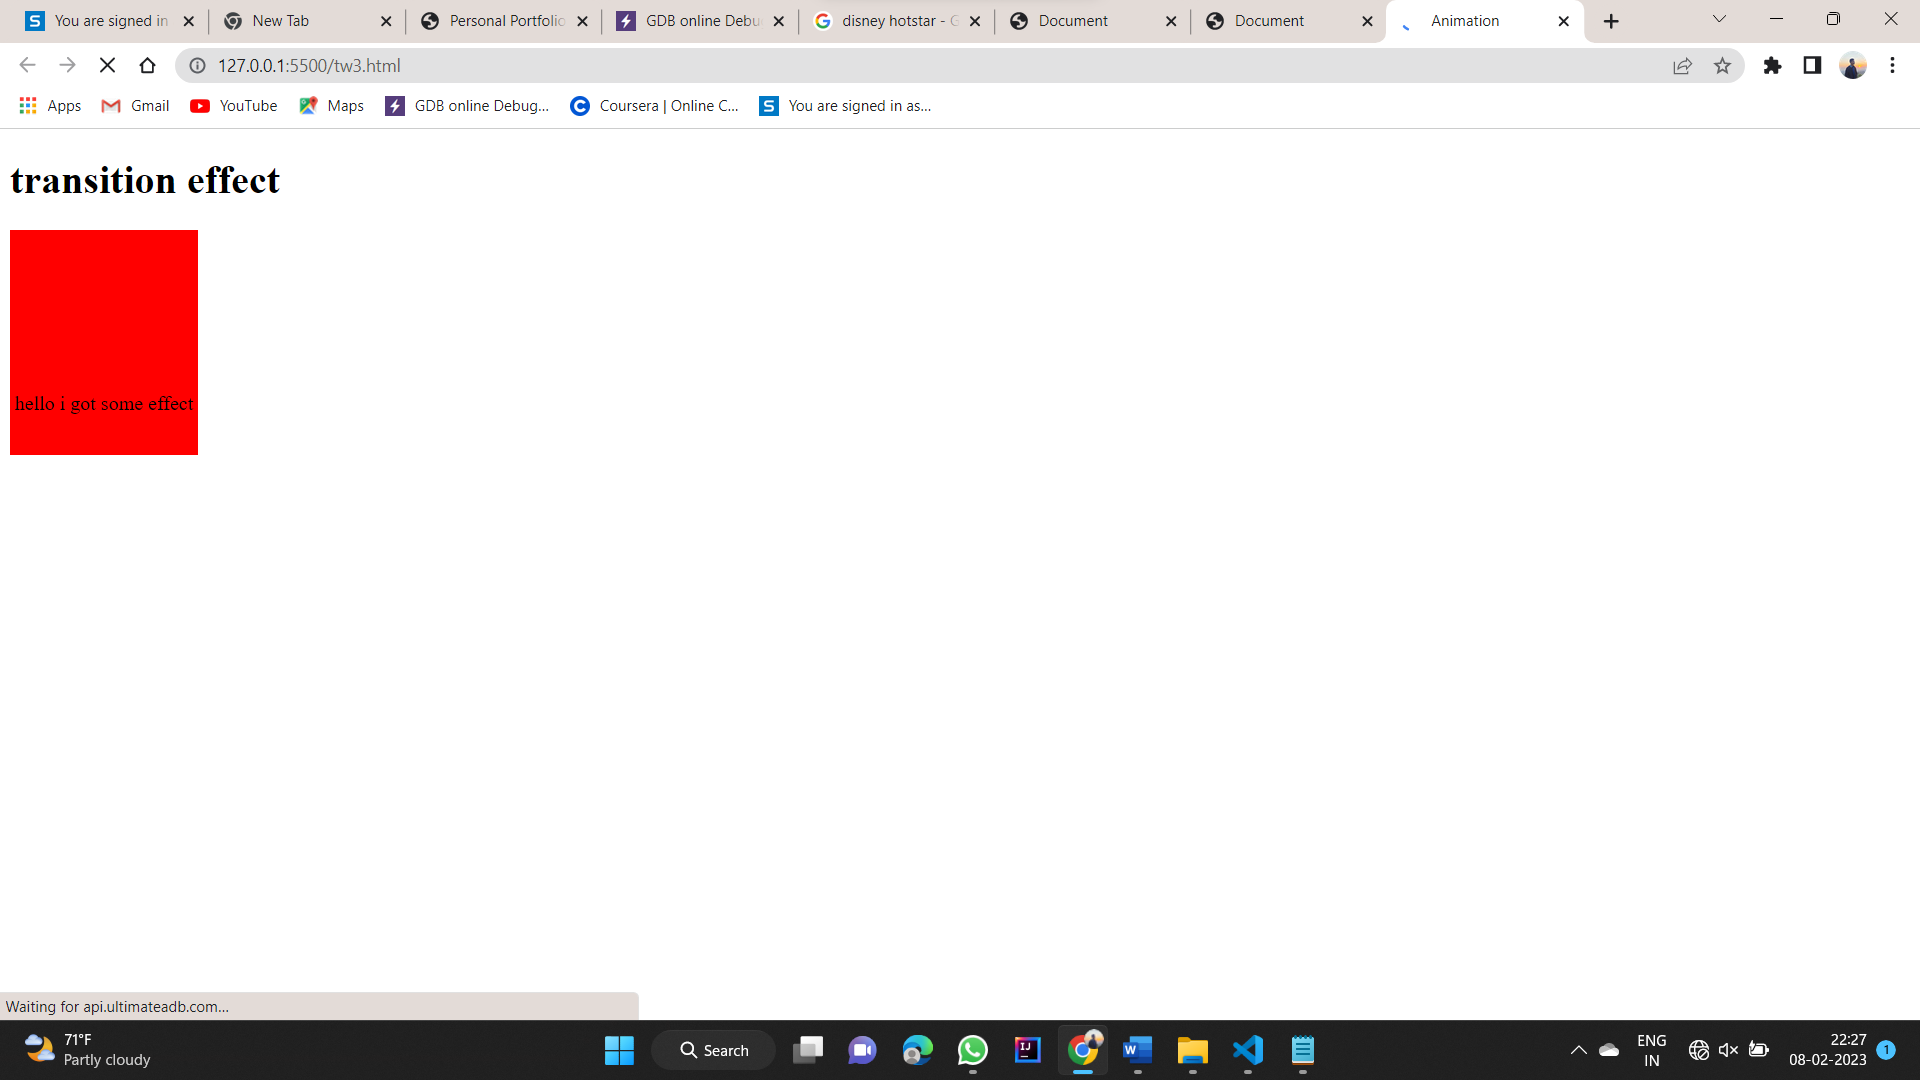 You are signed in
New Tab
Personal Portfolio
GDB online Debu
disney hotstar - G
Document
Document
Animation
127.0.0.1:5500/tw3.html
Apps
Gmail
YouTube
Maps
GDB online Debug...
Coursera | Online C...
You are signed in as...
transition effect
hello i got some effect
Waiting for api.ultimateadb.com...
71°F
Partly cloudy
Search
ENG
IN
22:27
08-02-2023
1